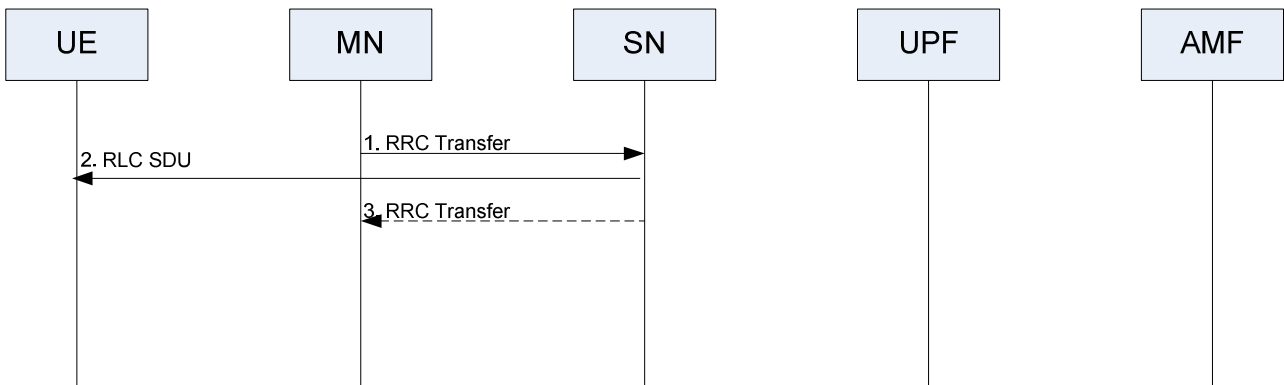 UE
MN
SN
UPF
AMF
1. RRC Transfer
2. RLC SDU
3. RRC Transfer